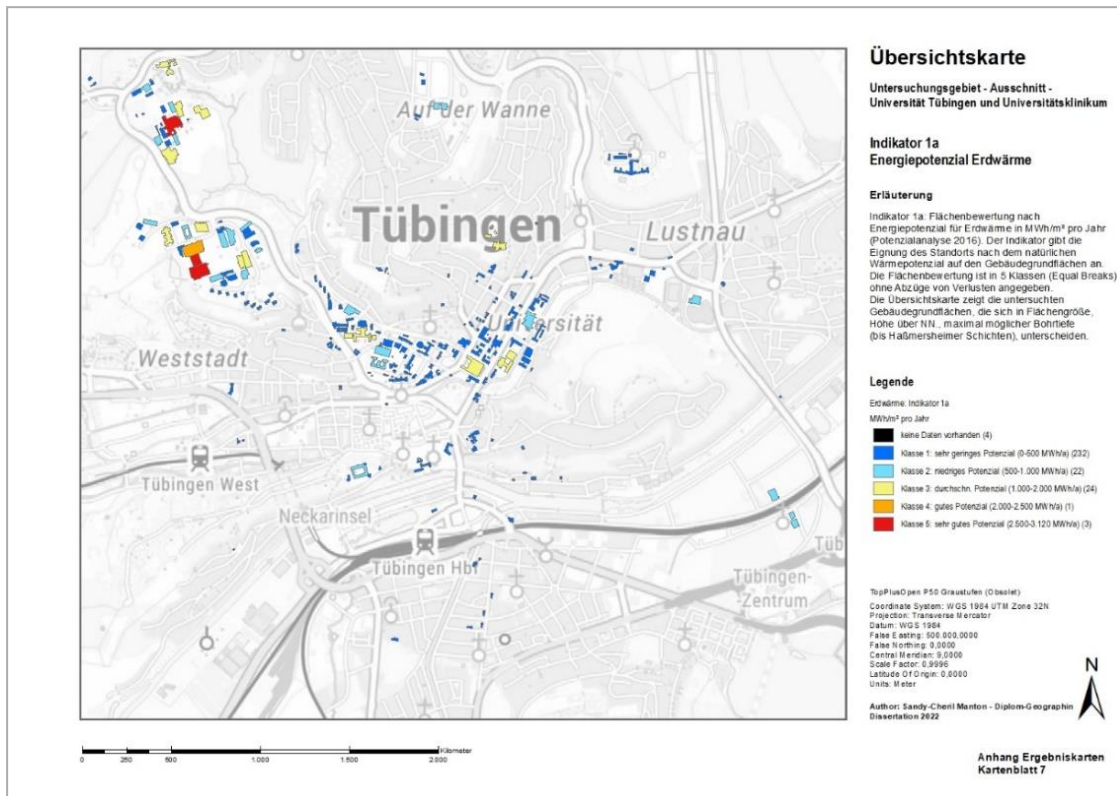 Übersichtskarte
Untersuchungsgebiet - Ausschnitt -
Universität Tübingen und Universitätsklinikum
Indikator 1a
Energiepotenzial Erdwärme
Erläuterung
Indikator 1a: Flächenbewertung nach
Energiepotenzial für Erdwärme in MWh/m² pro Jahr
(Potenzialanalyse 2016). Der Indikator gibt die
Eignung des Standorts nach dem natürlichen
Wärmepotenzial auf den Gebäudegrundflächen an.
Die Flächenbewertung ist in 5 Klassen (Equal Breaks)
ohne Abzüge von Verlusten angegeben.
Die Übersichtskarte zeigt die untersuchten
Gebäudegrundflächen, die sich in Flächengröße,
Höhe über NN., maximal möglicher Bohrtiefe
(bis Haßmersheimer Schichten), unterscheiden.
Legende
Erdwärme: Indikator 1a
MWh/m² pro Jahr
keine Daten vorhanden (4)
Klasse 1: sehr geringes Potenzial (0-500 MWh/a) (232)
Klasse 2: niedriges Potenzial (500-1.000 MWh/a) (22)
Klasse 3: durchschn. Potenzial (1.000-2.000 MWh/a) (24)
Klasse 4: gutes Potenzial (2.000-2.500 MWh/a) (1)
Klasse 5: sehr gutes Potenzial (2.500-3.120 MWh/a) (3)
TopPlusOpen P50 Graustufen (Obsolet)
Coordinate System: WGS 1984 UTM Zone 32N
Projection: Transverse Mercator
Datum: WGS 1984
False Easting: 500.000,0000
False Northing: 0,0000
Central Meridian: 9,0000
Scale Factor: 0,9996
Latitude Of Origin: 0,0000
Units: Meter
N
Author: Sandy-Cheril Manton - Diplom-Geographin
Dissertation 2022
Anhang Ergebniskarten
Kartenblatt 7
Auf der Wanne
Tübingen
Lustnau
Universität
Weststadt
Tübingen West
Neckarinsel
Tübingen Hbf
Tübingen-
Zentrum
Tüb
0 250 500 1.000 1.500 2.000 Kilometer